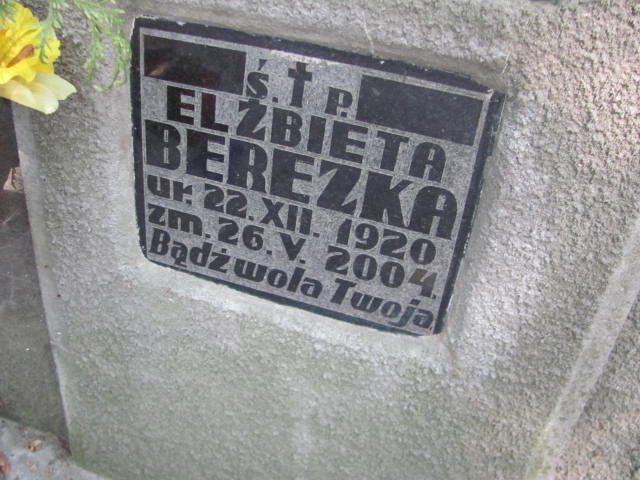 ś. † p.
ELŻBIETA
BEREZKA
ur. 22. XII. 1920
zm. 26. V. 2004.
Bądź wola Twoja